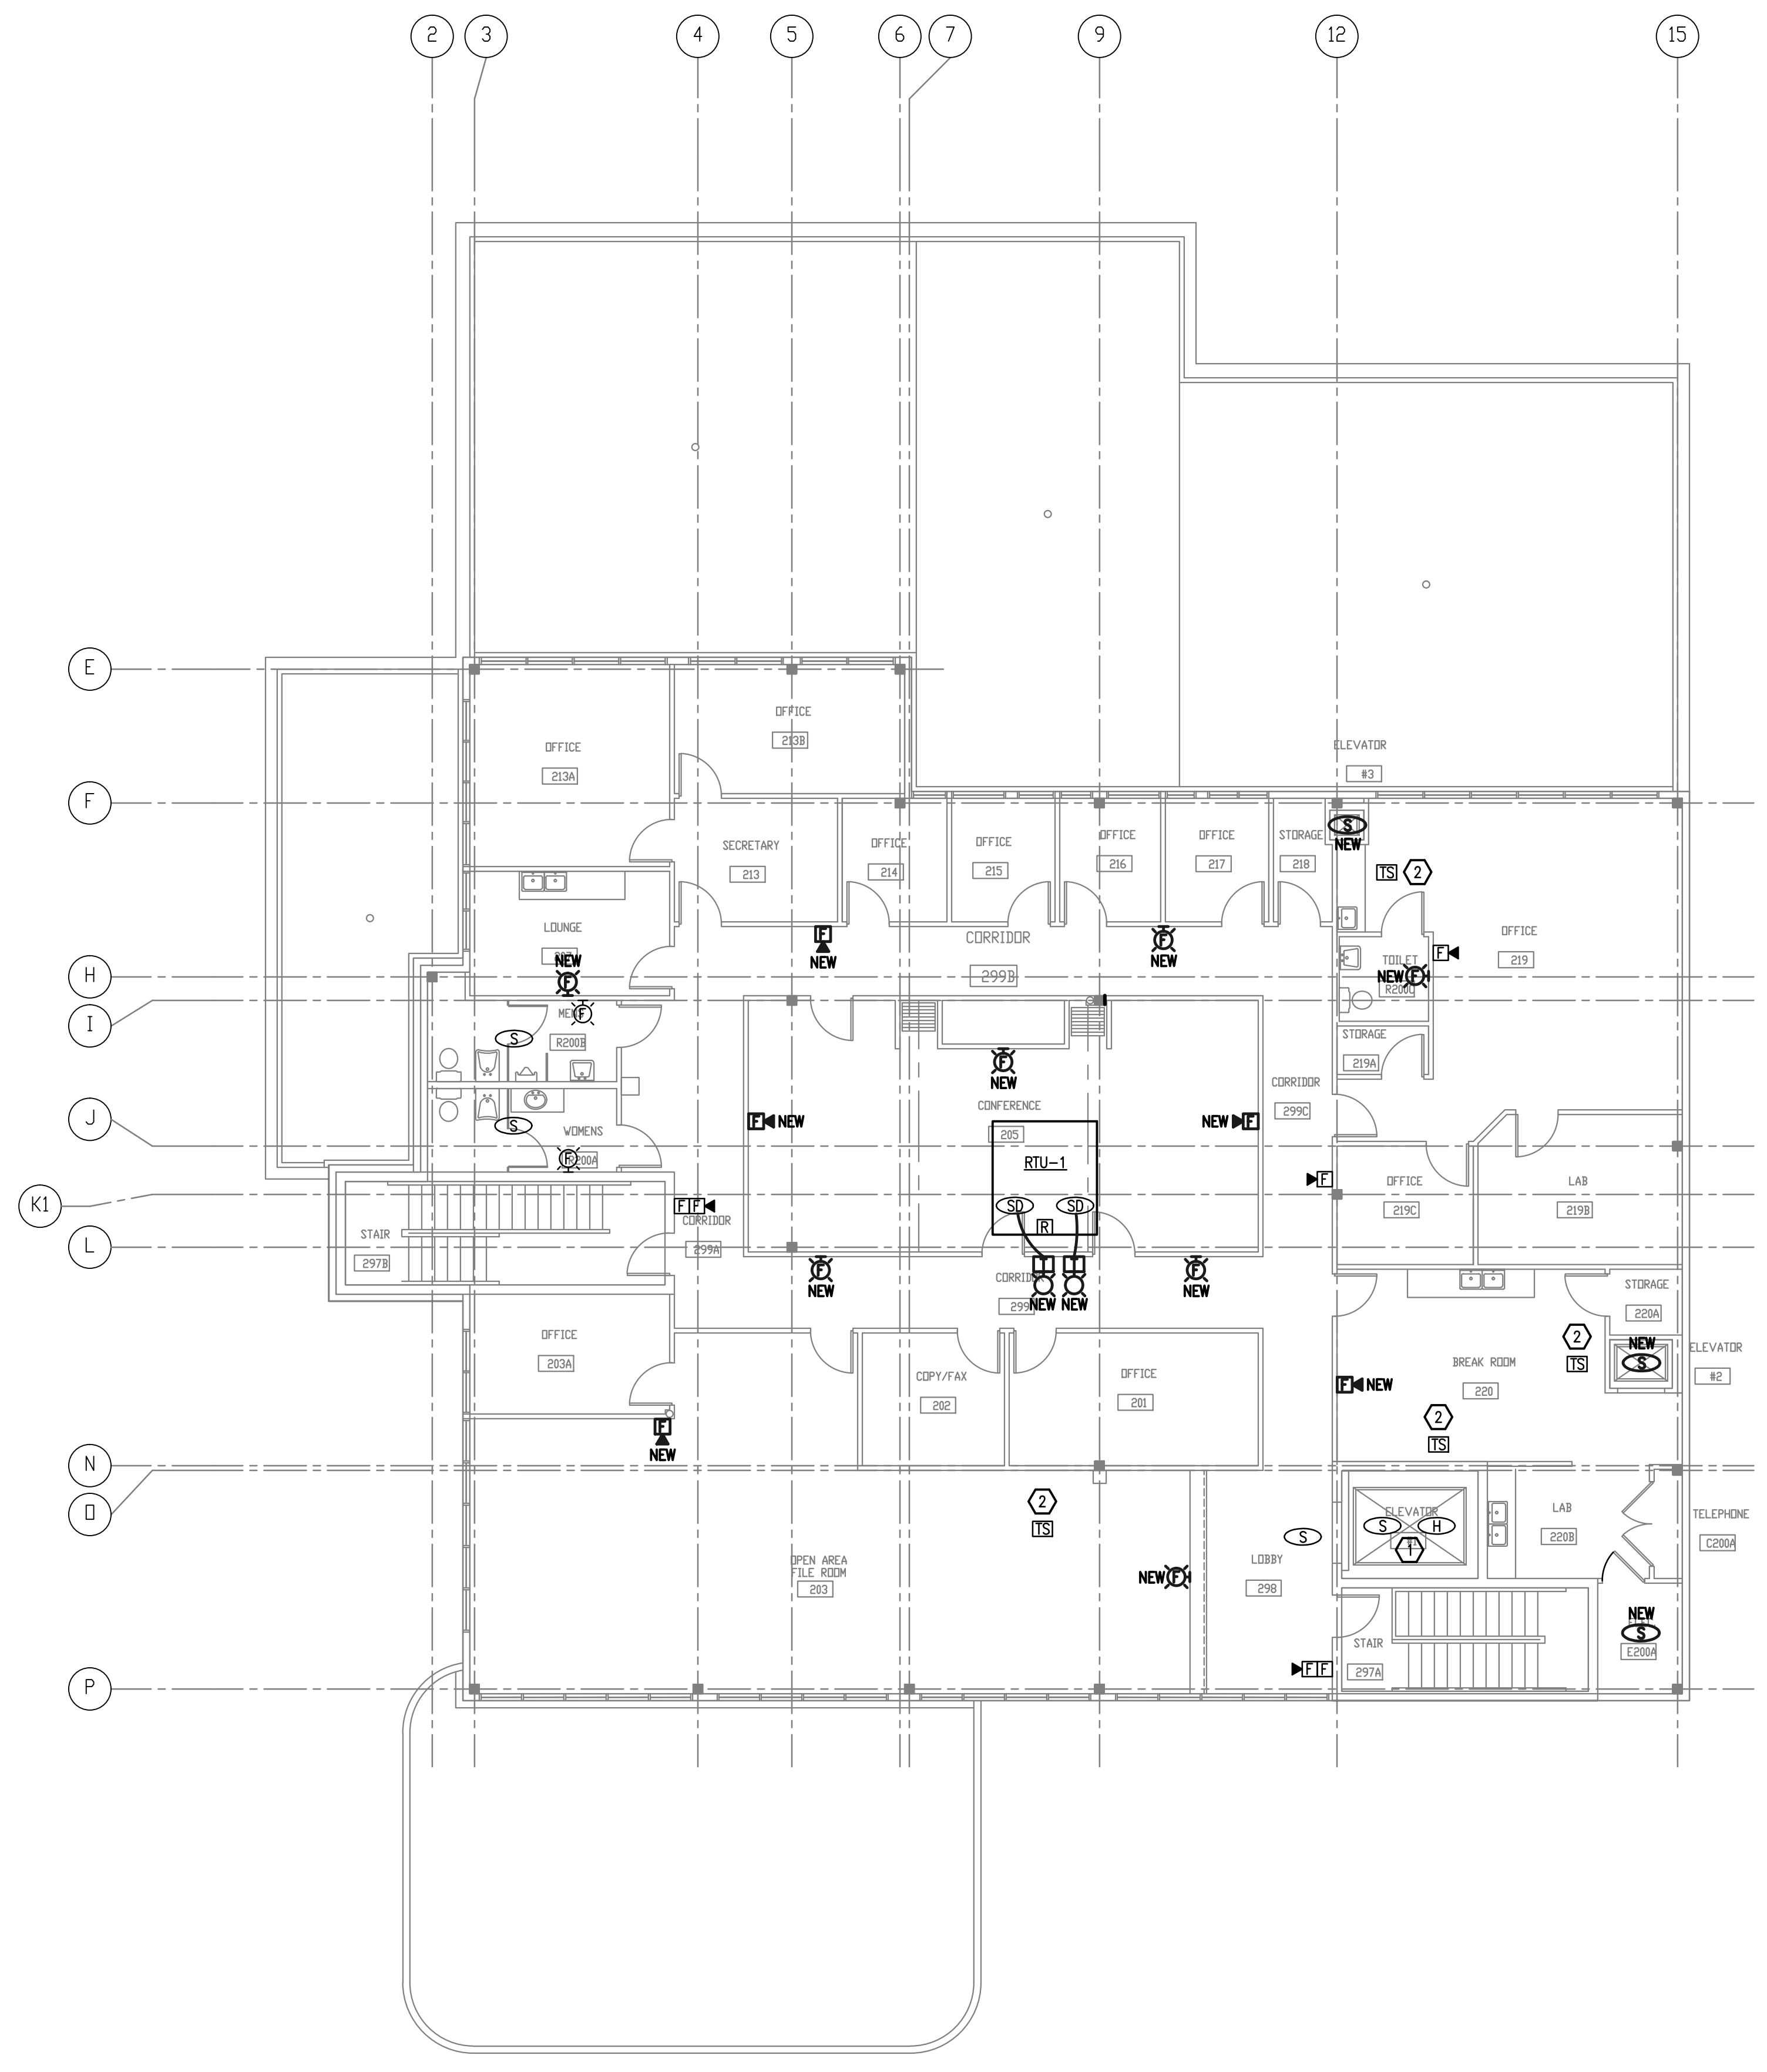 2 3 4 5 6 7 9 12 15
E
OFFICE
213B
OFFICE
213A
ELEVATOR
#3
F
S
NEW
SECRETARY
213
OFFICE
214
OFFICE
215
OFFICE
216
OFFICE
217
STORAGE
218
TS 2
LOUNGE
F
NEW
CORRIDOR
299B
F
NEW
OFFICE
219
F
TOILET
NEW F
R200C
NEW
F
H
I
MENS
F
R200B
S
STORAGE
219A
F
NEW
CORRIDOR
299C
CONFERENCE
205
J
F NEW
NEW F
S
WOMENS
F
R200A
RTU-1
F
OFFICE
219C
LAB
219B
K1
F F
CORRIDOR
299A
SD SD
R
L
STAIR
297B
F
NEW
CORRIDOR
299
NEW NEW
F
NEW
STORAGE
220A
OFFICE
203A
COPY/FAX
202
OFFICE
201
2
TS
NEW
S
ELEVATOR
#2
BREAK ROOM
220
F NEW
2
TS
F
NEW
N
O
2
TS
ELEVATOR
S H
1
LAB
220B
TELEPHONE
C200A
S
LOBBY
298
OPEN AREA
FILE ROOM
203
NEW F
NEW
S
E200A
STAIR
297A
F F
P